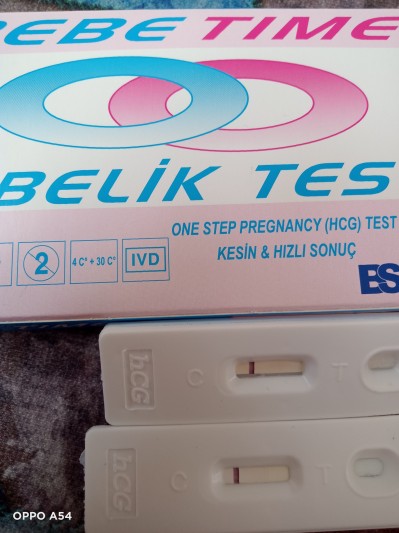 BEBE TIME
BELİK TES
ONE STEP PREGNANCY (HCG) TEST
KESİN & HIZLI SONUÇ
2
4 C° + 30 C°
IVD
BS
hCG C T
hCG C T
OPPO A54